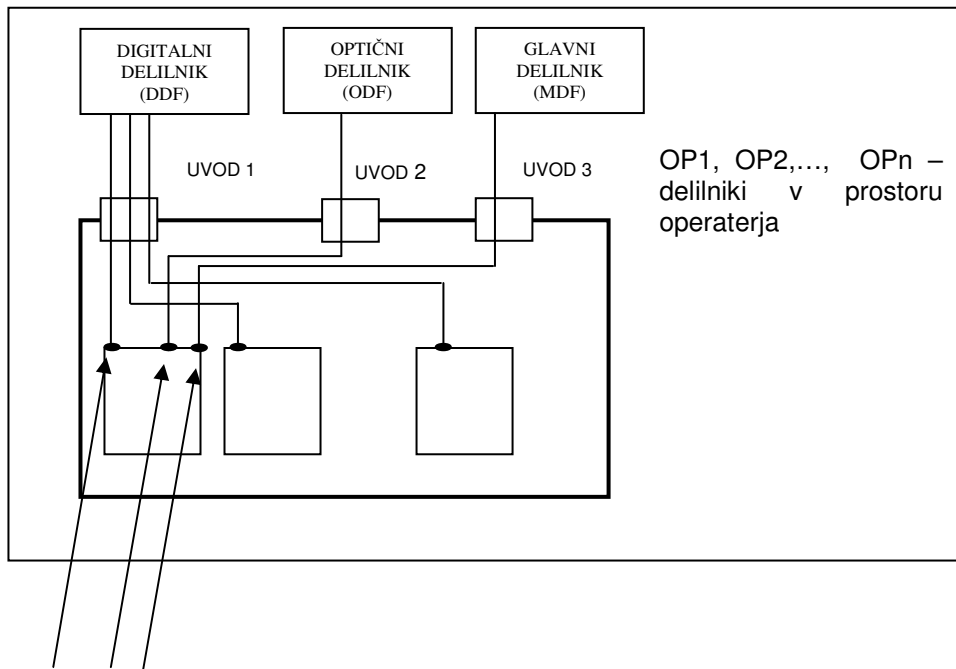 DIGITALNI
DELILNIK
(DDF)
OPTIČNI
DELILNIK
(ODF)
GLAVNI
DELILNIK
(MDF)
UVOD 1
UVOD 2
UVOD 3
OP1, OP2,…, OPn –
delilniki v prostoru
operaterja